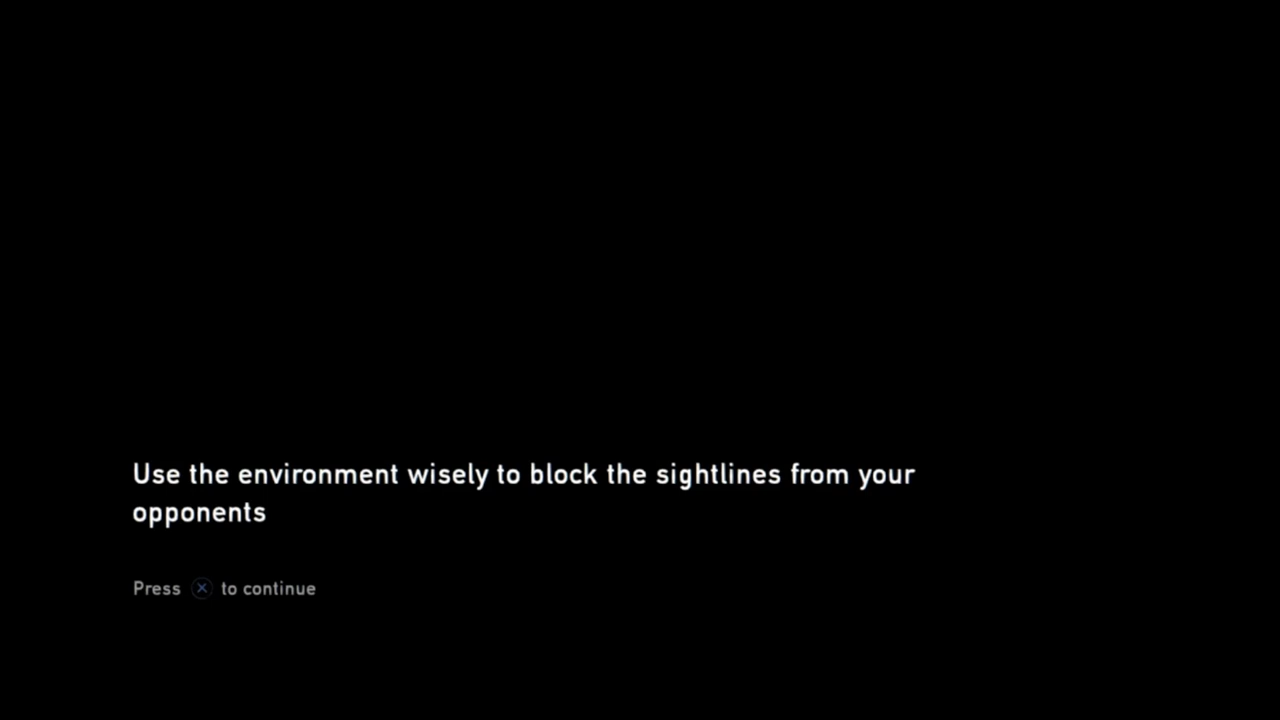 Use the environment wisely to block the sightlines from your
opponents
Press ⓧ to continue